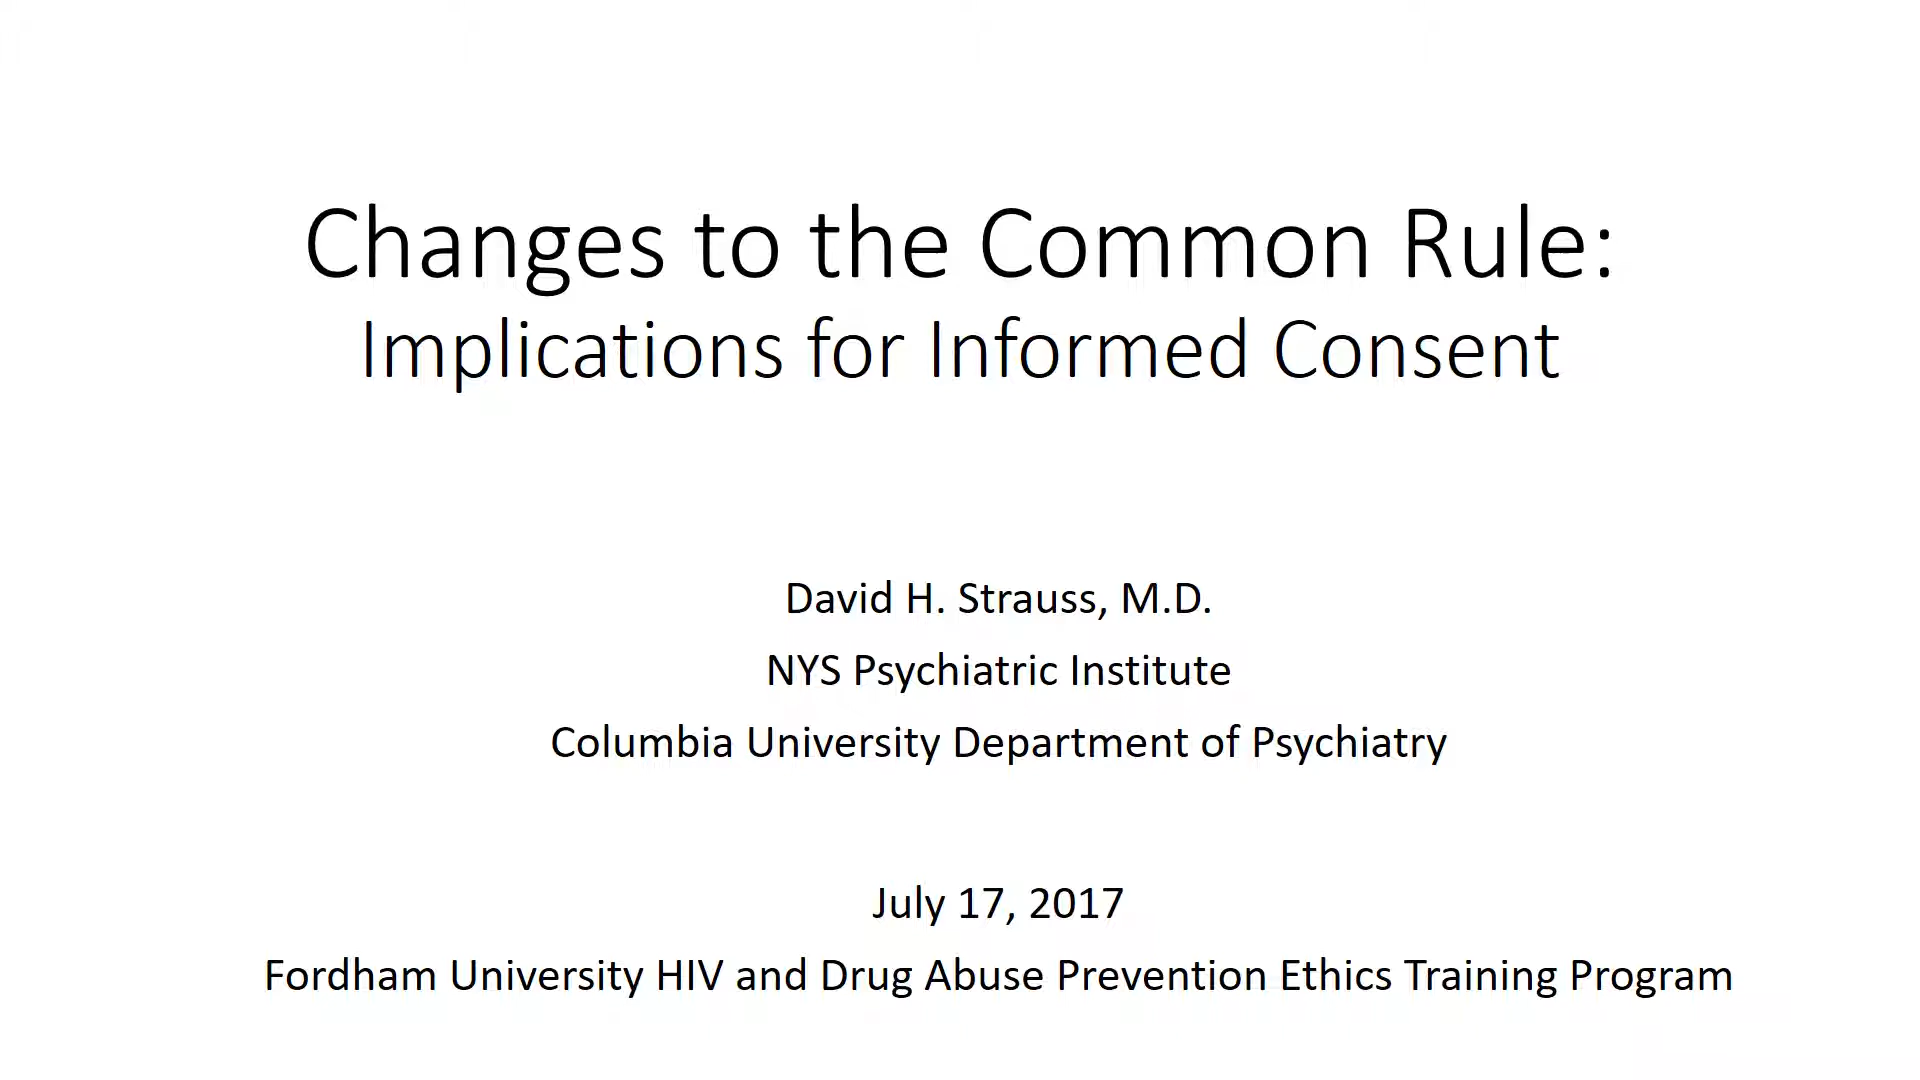 Changes to the Common Rule:
Implications for Informed Consent
David H. Strauss, M.D.
NYS Psychiatric Institute
Columbia University Department of Psychiatry
July 17, 2017
Fordham University HIV and Drug Abuse Prevention Ethics Training Program